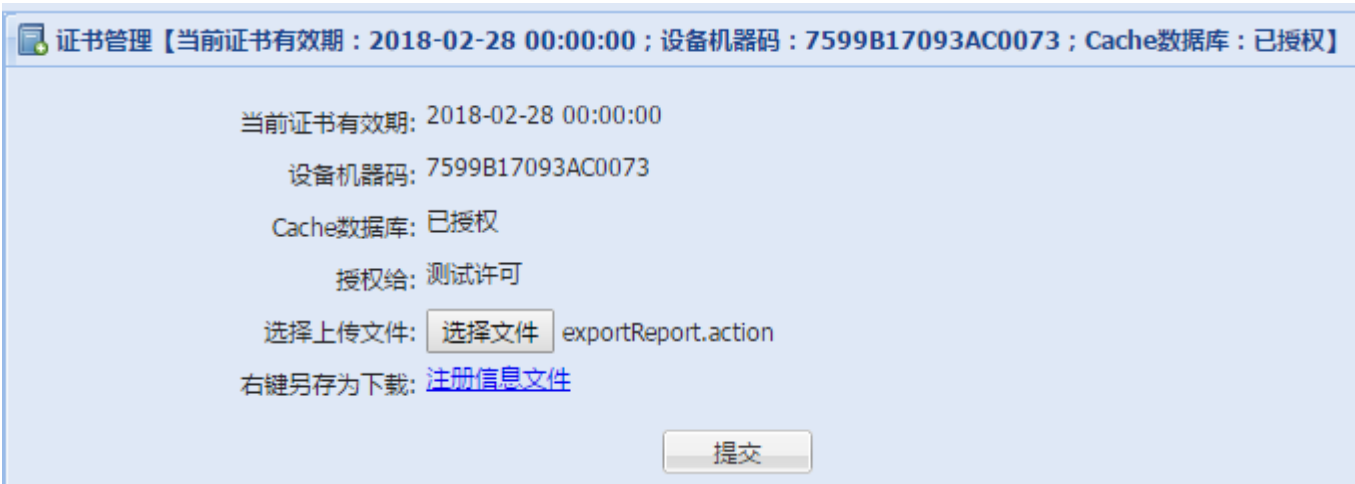 证书管理【当前证书有效期：2018-02-28 00:00:00；设备机器码：7599B17093AC0073；Cache数据库：已授权】
当前证书有效期: 2018-02-28 00:00:00
设备机器码: 7599B17093AC0073
Cache数据库: 已授权
授权给: 测试许可
选择上传文件: 选择文件 exportReport.action
右键另存为下载: 注册信息文件
提交